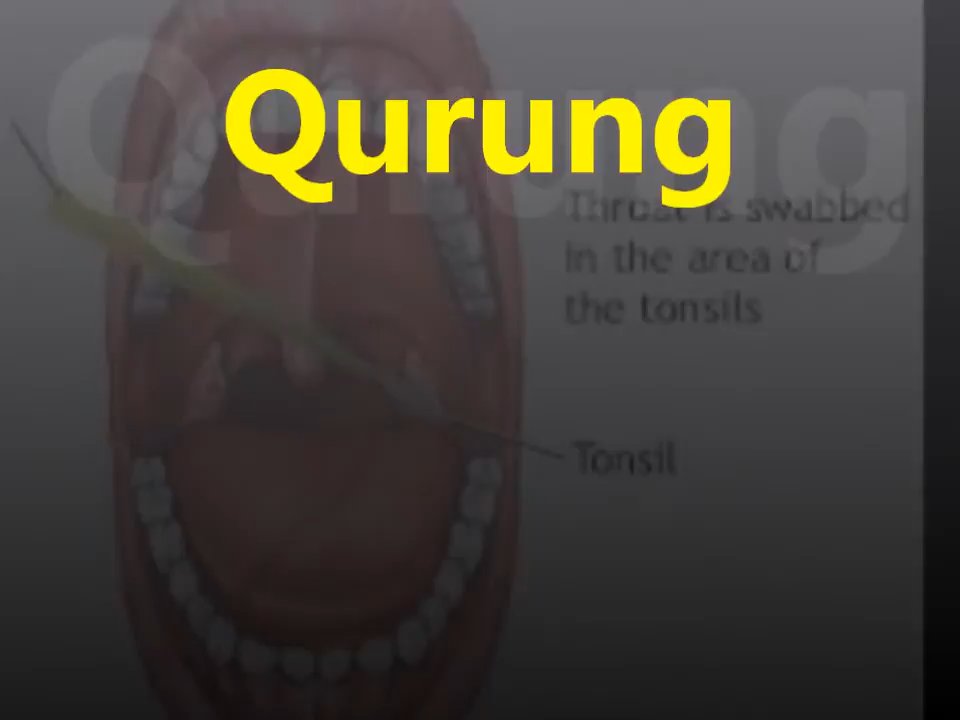 Qurung
Throat is swabbed
in the area of
the tonsils
Tonsil